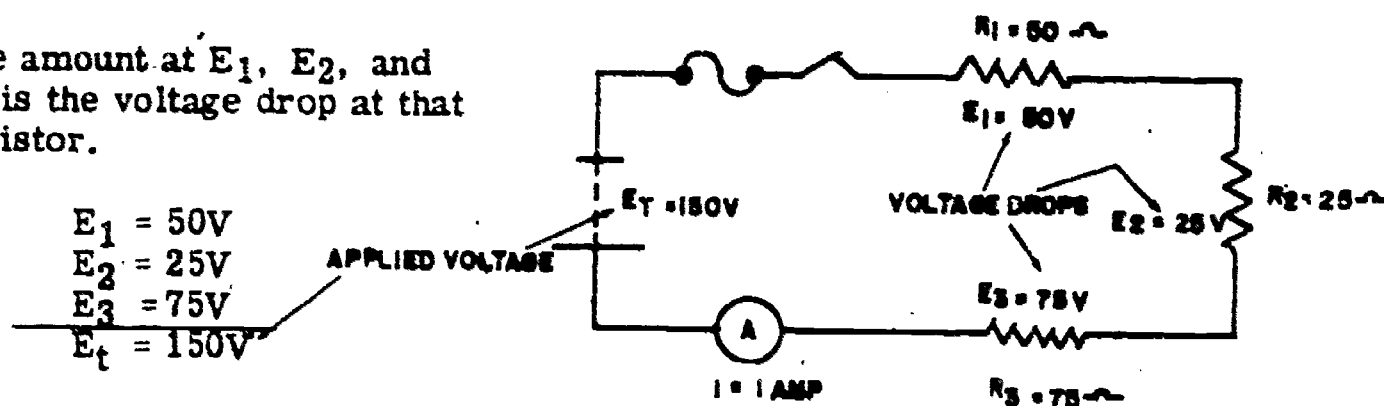 e amount at E1, E2, and
is the voltage drop at that
istor.
E1 = 50V
E2 = 25V
E3 = 75V
Et = 150V
APPLIED VOLTAGE
ET = 150V
R1 = 50 Ω
E1 = 50V
VOLTAGE DROPS
E2 = 25V
R2 = 25 Ω
E3 = 75V
A
I = 1 AMP
R3 = 75 Ω